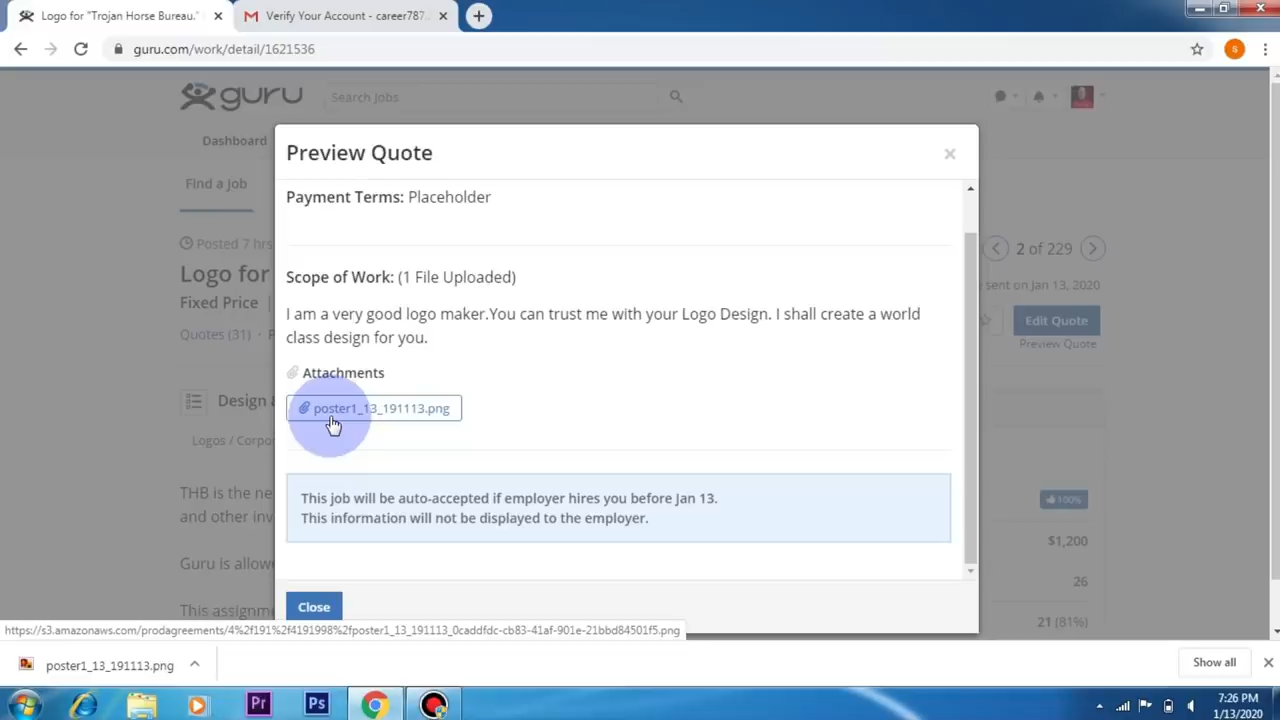 Logo for "Trojan Horse Bureau."
Verify Your Account - career787.
guru.com/work/detail/1621536
S
guru
Search Jobs
Dashboard
Find a Job
Preview Quote
Payment Terms: Placeholder
Posted 7 hrs
2 of 229
Scope of Work: (1 File Uploaded)
Logo for
sent on Jan 13, 2020
Fixed Price |
I am a very good logo maker.You can trust me with your Logo Design. I shall create a world
class design for you.
Edit Quote
Quotes (31)
Preview Quote
Attachments
Design &
poster1_13_191113.png
Logos / Corpo
THB is the ne
and other inv
This job will be auto-accepted if employer hires you before Jan 13.
This information will not be displayed to the employer.
100%
$1,200
Guru is allow
26
This assignm
Close
21 (81%)
https://s3.amazonaws.com/prodagreements/4%2f191%2f4191998%2fposter1_13_191113_0caddfdc-cb83-41af-901e-21bbd84501f5.png
poster1_13_191113.png
Show all
Pr
Ps
7:26 PM
1/13/2020